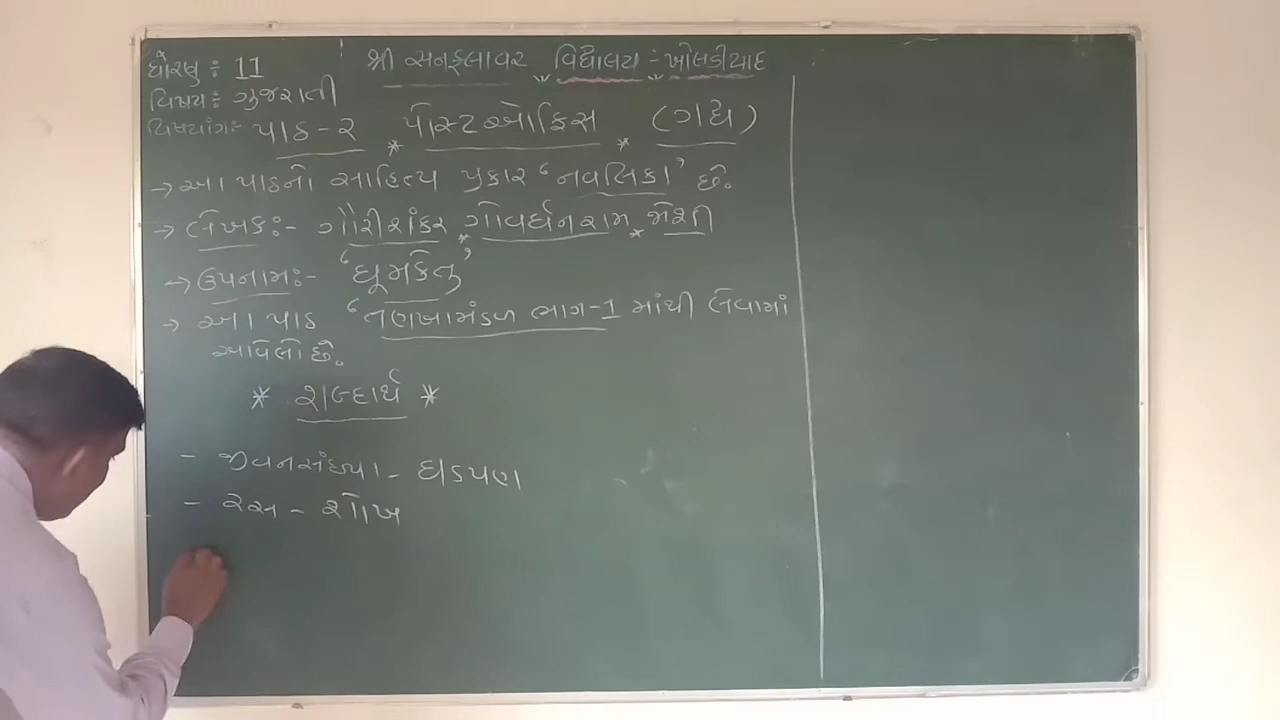 ધોરણ : 11
શ્રી સનફ્લાવર વિદ્યાલય - ખોલડીયાદ
વિષય : ગુજરાતી
વિષયાંગ:- પાઠ-૨ * પોસ્ટઑફિસ * (ગદ્ય)
→ આ પાઠનો સાહિત્ય પ્રકાર ‘નવલિકા’ છે.
→ લેખક:- ગૌરીશંકર * ગોવર્ધનરામ * જોશી
→ ઉપનામ:- ‘ધૂમકેતુ’
→ આ પાઠ ‘તણખામંડળ ભાગ-1 માંથી લેવામાં
આવેલો છે.
* શબ્દાર્થ *
- જીવનસંધ્યા - ઘડપણ
- રસ - શોખ